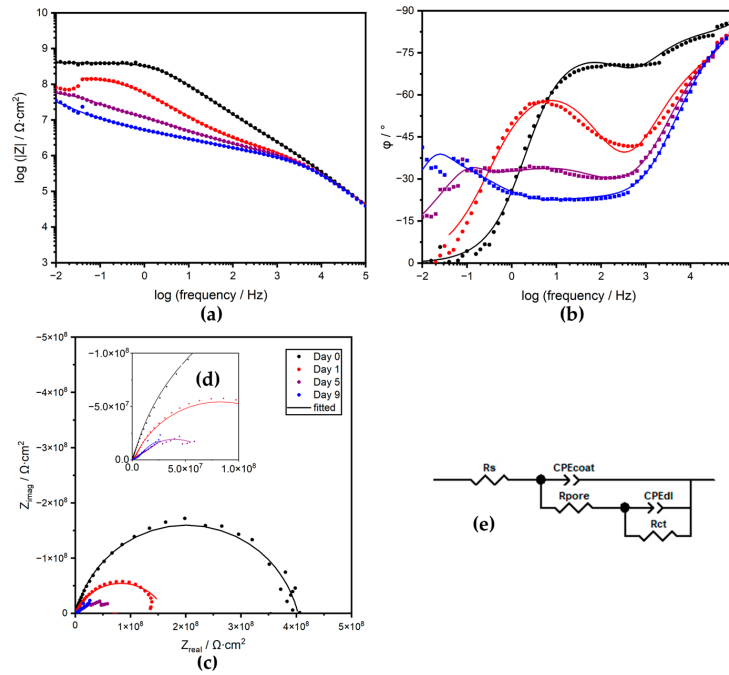 10
9
8
7
6
5
4
3
-2
-1
0
1
2
3
4
5
log (|Z| / Ω·cm²)
log (frequency / Hz)
(a)
-90
-75
-60
-45
-30
-15
0
-2
-1
0
1
2
3
4
φ / °
log (frequency / Hz)
(b)
-5×10⁸
-4×10⁸
-3×10⁸
-2×10⁸
-1×10⁸
0
0
1×10⁸
2×10⁸
3×10⁸
4×10⁸
5×10⁸
Zimag / Ω·cm²
Zreal / Ω·cm²
(c)
-1.0×10⁸
-5.0×10⁷
0.0
0.0
5.0×10⁷
1.0×10⁸
(d)
Day 0
Day 1
Day 5
Day 9
fitted
Rs
CPEcoat
Rpore
CPEdl
Rct
(e)